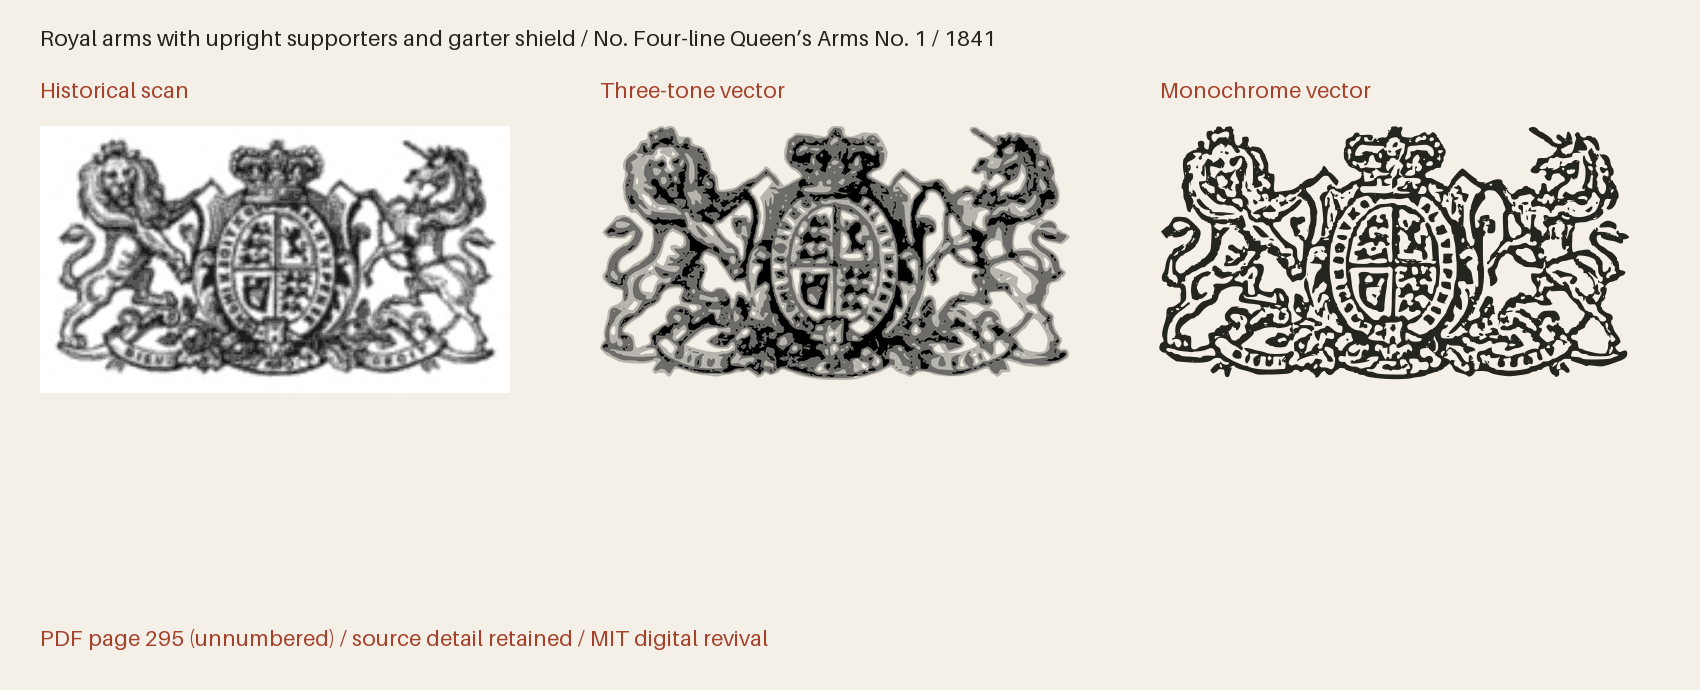 Royal arms with upright supporters and garter shield / No. Four-line Queen’s Arms No. 1 / 1841
Historical scan
Three-tone vector
Monochrome vector
PDF page 295 (unnumbered) / source detail retained / MIT digital revival